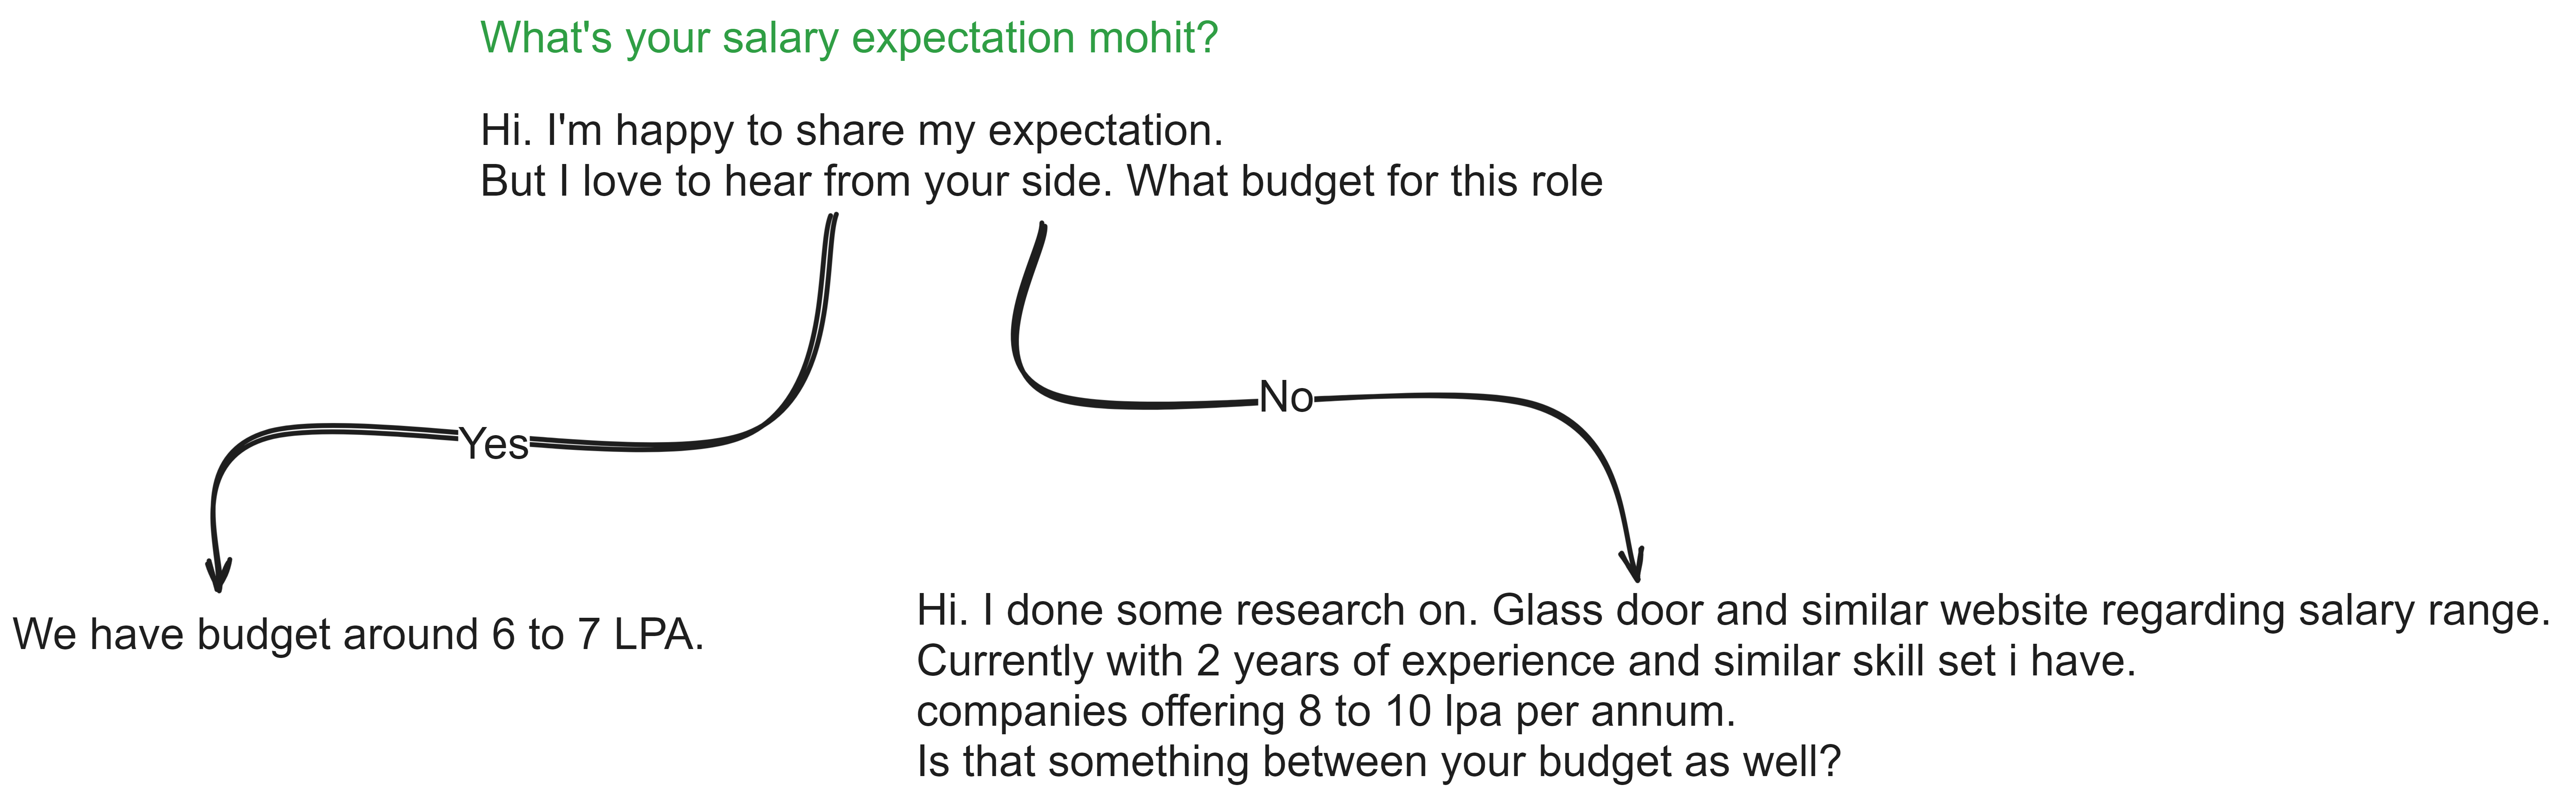 What's your salary expectation mohit?
Hi. I'm happy to share my expectation.
But I love to hear from your side. What budget for this role
Yes
No
We have budget around 6 to 7 LPA.
Hi. I done some research on. Glass door and similar website regarding salary range.
Currently with 2 years of experience and similar skill set i have.
companies offering 8 to 10 lpa per annum.
Is that something between your budget as well?